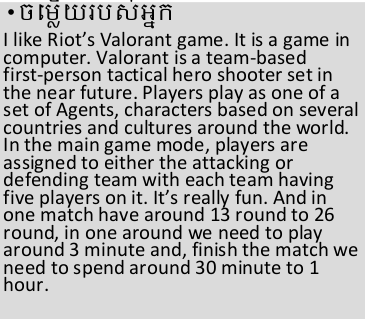 •ចម្លើយរបស់អ្នក
I like Riot’s Valorant game. It is a game in
computer. Valorant is a team-based
first-person tactical hero shooter set in
the near future. Players play as one of a
set of Agents, characters based on several
countries and cultures around the world.
In the main game mode, players are
assigned to either the attacking or
defending team with each team having
five players on it. It’s really fun. And in
one match have around 13 round to 26
round, in one around we need to play
around 3 minute and, finish the match we
need to spend around 30 minute to 1
hour.